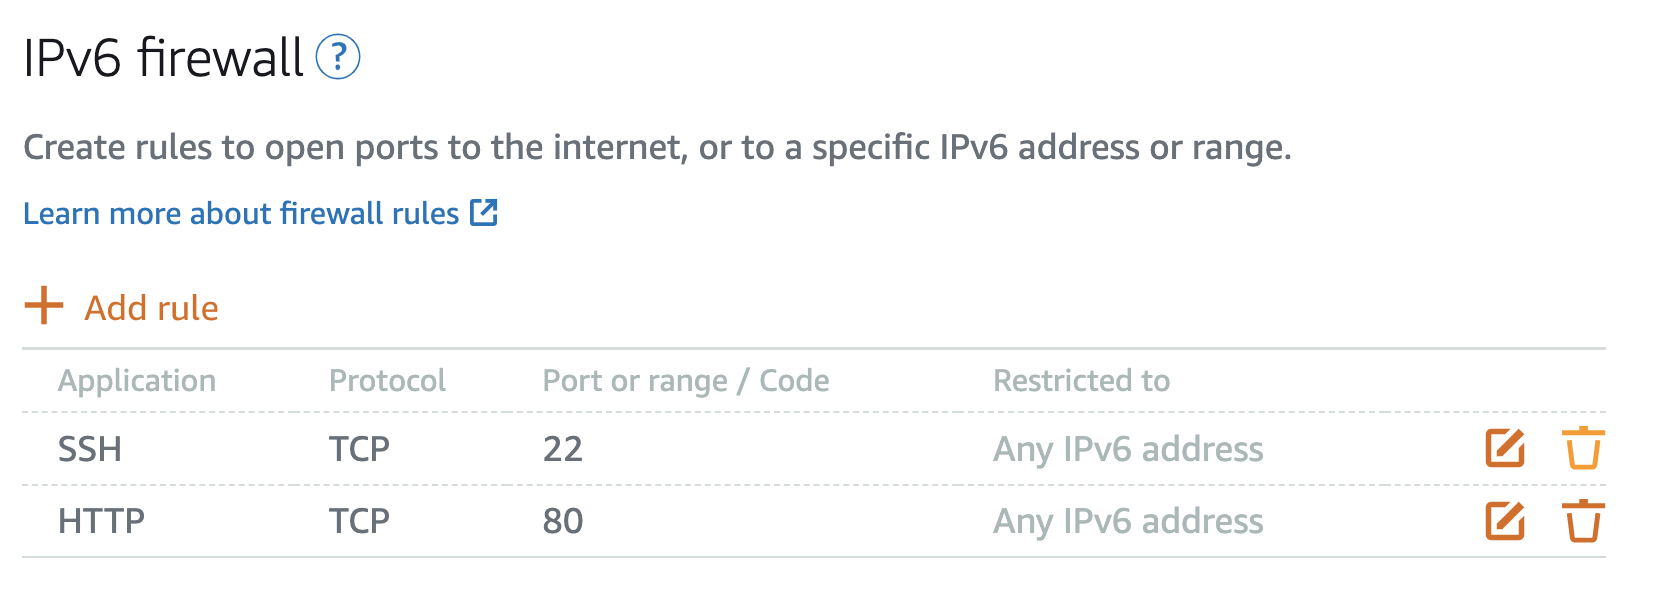 IPv6 firewall ?
Create rules to open ports to the internet, or to a specific IPv6 address or range.
Learn more about firewall rules
Add rule
Application Protocol Port or range / Code Restricted to
SSH TCP 22 Any IPv6 address
HTTP TCP 80 Any IPv6 address